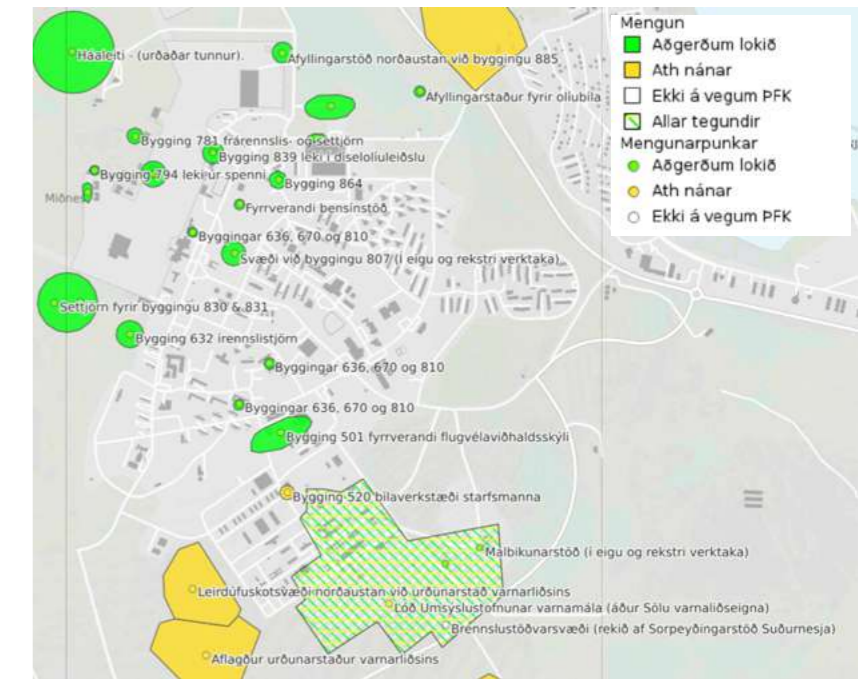 Mengun
Aðgerðum lokið
Ath nánar
Ekki á vegum ÞFK
Allar tegundir
Mengunarpunkar
Aðgerðum lokið
Ath nánar
Ekki á vegum ÞFK
Háaleiti - (urðaðar tunnur).
Áfyllingarstöð norðaustan við byggingu 885
Áfyllingarstaður fyrir olíubíla
Bygging 781 frárennslis- og settjörn
Bygging 839 leki í díselolíuleiðslu
Bygging 794 leki úr spenni
Bygging 864
Miðnes
Fyrrverandi bensínstöð
Byggingar 636, 670 og 810
Svæði við byggingu 807 (í eigu og rekstri verktaka)
Settjörn fyrir byggingu 830 & 831
Bygging 632 írennslistjörn
Byggingar 636, 670 og 810
Byggingar 636, 670 og 810
Bygging 501 fyrrverandi flugvélaviðhaldsskýli
Bygging 520 bílaverkstæði starfsmanna
Malbikunarstöð (í eigu og rekstri verktaka)
Leirdúfuskotsvæði norðaustan við urðunarstað varnarliðsins
Lóð Umsýslustofnunar varnamála (áður Sölu varnaliðseigna)
Brennslustöðvarsvæði (rekið af Sorpeyðingarstöð Suðurnesja)
Aflagður urðunarstaður varnarliðsins